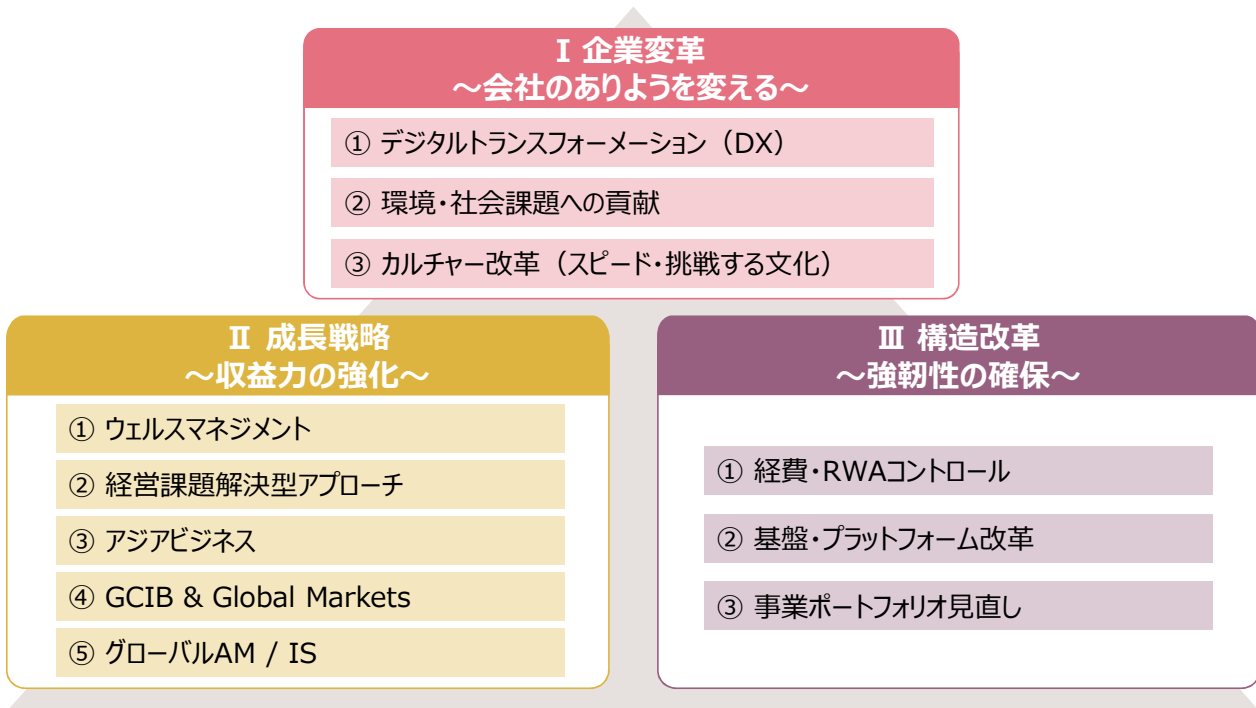 Ⅰ 企業変革
～会社のありようを変える～
① デジタルトランスフォーメーション（DX）
② 環境・社会課題への貢献
③ カルチャー改革（スピード・挑戦する文化）
Ⅱ 成長戦略
～収益力の強化～
① ウェルスマネジメント
② 経営課題解決型アプローチ
③ アジアビジネス
④ GCIB & Global Markets
⑤ グローバルAM / IS
Ⅲ 構造改革
～強靭性の確保～
① 経費・RWAコントロール
② 基盤・プラットフォーム改革
③ 事業ポートフォリオ見直し